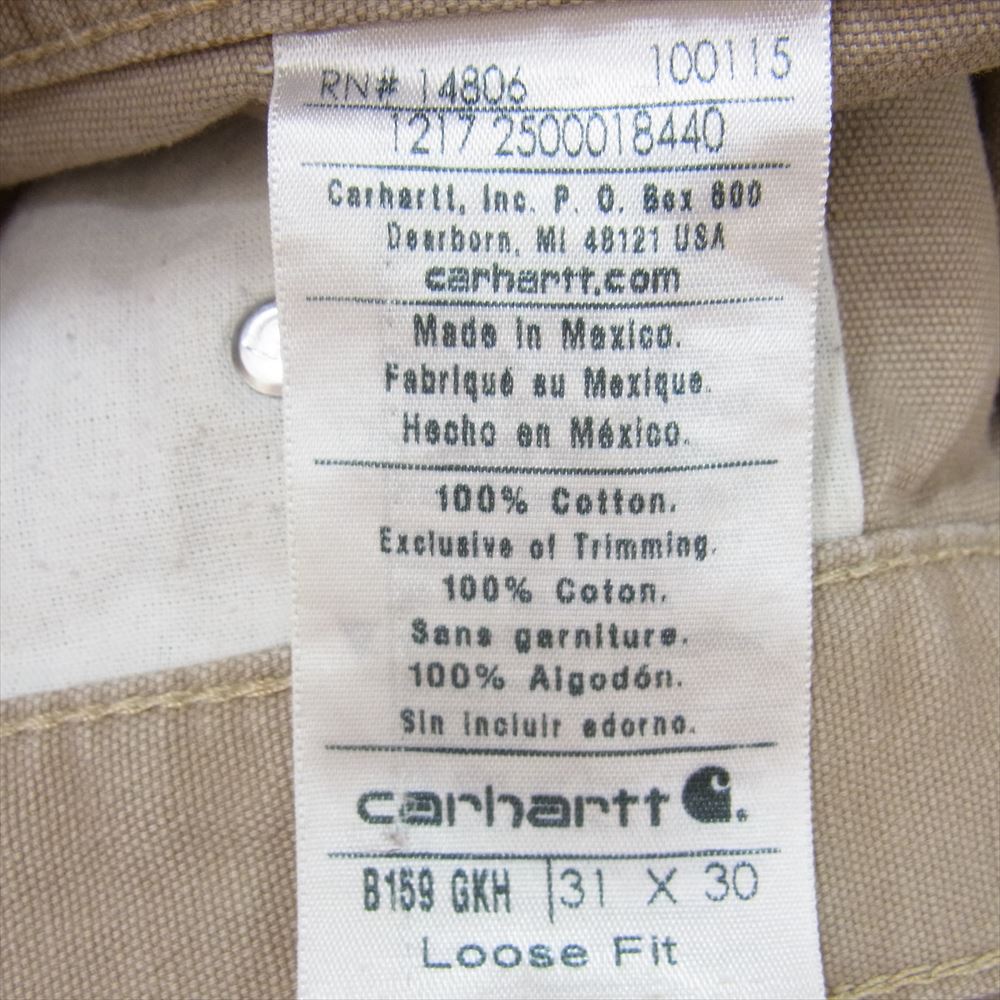 RN# 14806 100115
1217 2500018440
Carhartt, Inc. P. O. Box 600
Dearborn, MI 48121 USA
carhartt.com
Made in Mexico.
Fabriqué au Mexique.
Hecho en México.
100% Cotton.
Exclusive of Trimming.
100% Coton.
Sans garniture.
100% Algodón.
Sin incluir adorno.
carhartt
B159 GKH 31 X 30
Loose Fit